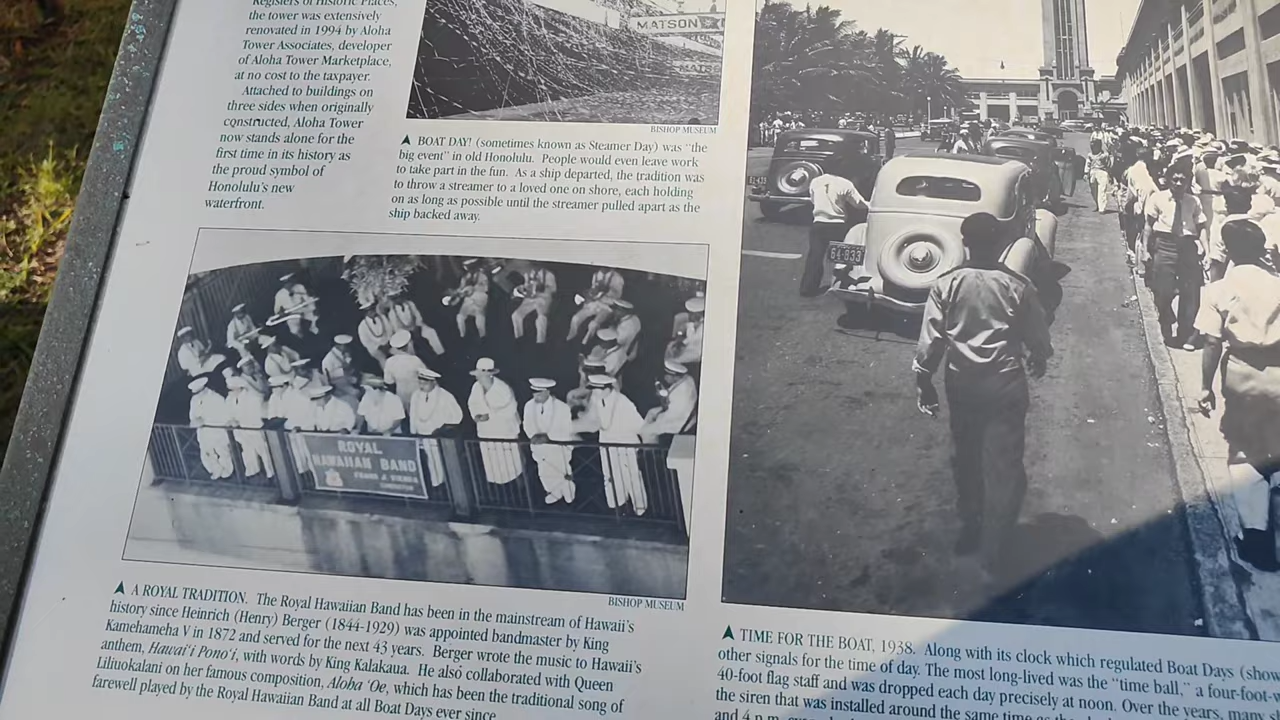 Registers of Historic Places,
the tower was extensively
renovated in 1994 by Aloha
Tower Associates, developer
of Aloha Tower Marketplace,
at no cost to the taxpayer.
Attached to buildings on
three sides when originally
constructed, Aloha Tower
now stands alone for the
first time in its history as
the proud symbol of
Honolulu's new
waterfront.
MATSON
BISHOP MUSEUM
BOAT DAY! (sometimes known as Steamer Day) was "the
big event" in old Honolulu. People would even leave work
to take part in the fun. As a ship departed, the tradition was
to throw a streamer to a loved one on shore, each holding
on as long as possible until the streamer pulled apart as the
ship backed away.
ROYAL
HAWAIIAN BAND
FRANK J. VIERRA
CONDUCTOR
BISHOP MUSEUM
A ROYAL TRADITION. The Royal Hawaiian Band has been in the mainstream of Hawaii's
history since Heinrich (Henry) Berger (1844-1929) was appointed bandmaster by King
Kamehameha V in 1872 and served for the next 43 years. Berger wrote the music to Hawaii's
anthem, Hawai'i Pono'i, with words by King Kalakaua. He also collaborated with Queen
Liliuokalani on her famous composition, Aloha 'Oe, which has been the traditional song of
farewell played by the Royal Hawaiian Band at all Boat Days ever since.
64-833
TIME FOR THE BOAT, 1938. Along with its clock which regulated Boat Days (show
other signals for the time of day. The most long-lived was the "time ball," a four-foot-w
40-foot flag staff and was dropped each day precisely at noon. Over the years, many
the siren that was installed around the same time as the
and 4 p.m.